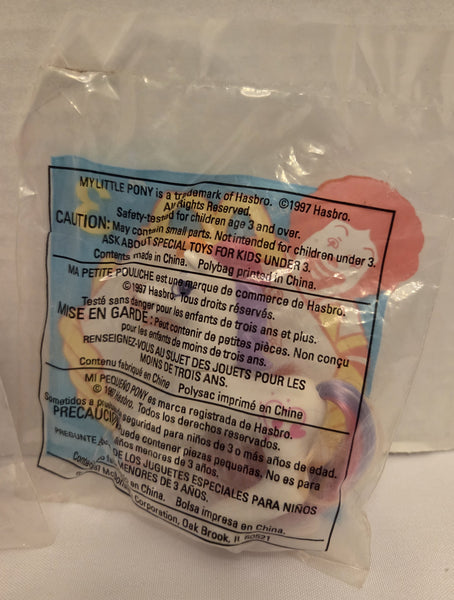 MY LITTLE PONY is a trademark of Hasbro. ©1997 Hasbro.
All Rights Reserved.
Safety-tested for children age 3 and over.
CAUTION: May contain small parts. Not intended for children under 3.
ASK ABOUT SPECIAL TOYS FOR KIDS UNDER 3.
Contents made in China. Polybag printed in China.
MA PETITE POULICHE est une marque de commerce de Hasbro.
©1997 Hasbro. Tous droits réservés.
Testé sans danger pour les enfants de trois ans et plus.
MISE EN GARDE: Peut contenir de petites pièces. Non conçu
pour les enfants de moins de trois ans.
RENSEIGNEZ-VOUS AU SUJET DES JOUETS POUR LES
MOINS DE TROIS ANS.
Contenu fabriqué en Chine Polysac imprimé en Chine
MI PEQUEÑO PONY es marca registrada de Hasbro.
© 1997 Hasbro. Todos los derechos reservados.
Sometidos a prueba seguridad para niños de 3 o más años de edad.
PRECAUCIÓN: Puede contener piezas pequeñas. No es para
niños menores de 3 años.
PREGUNTE DE LOS JUGUETES ESPECIALES PARA NIÑOS
MENORES DE 3 AÑOS.
en China. Bolsa impresa en China.
Corporation, Oak Brook, IL 60521